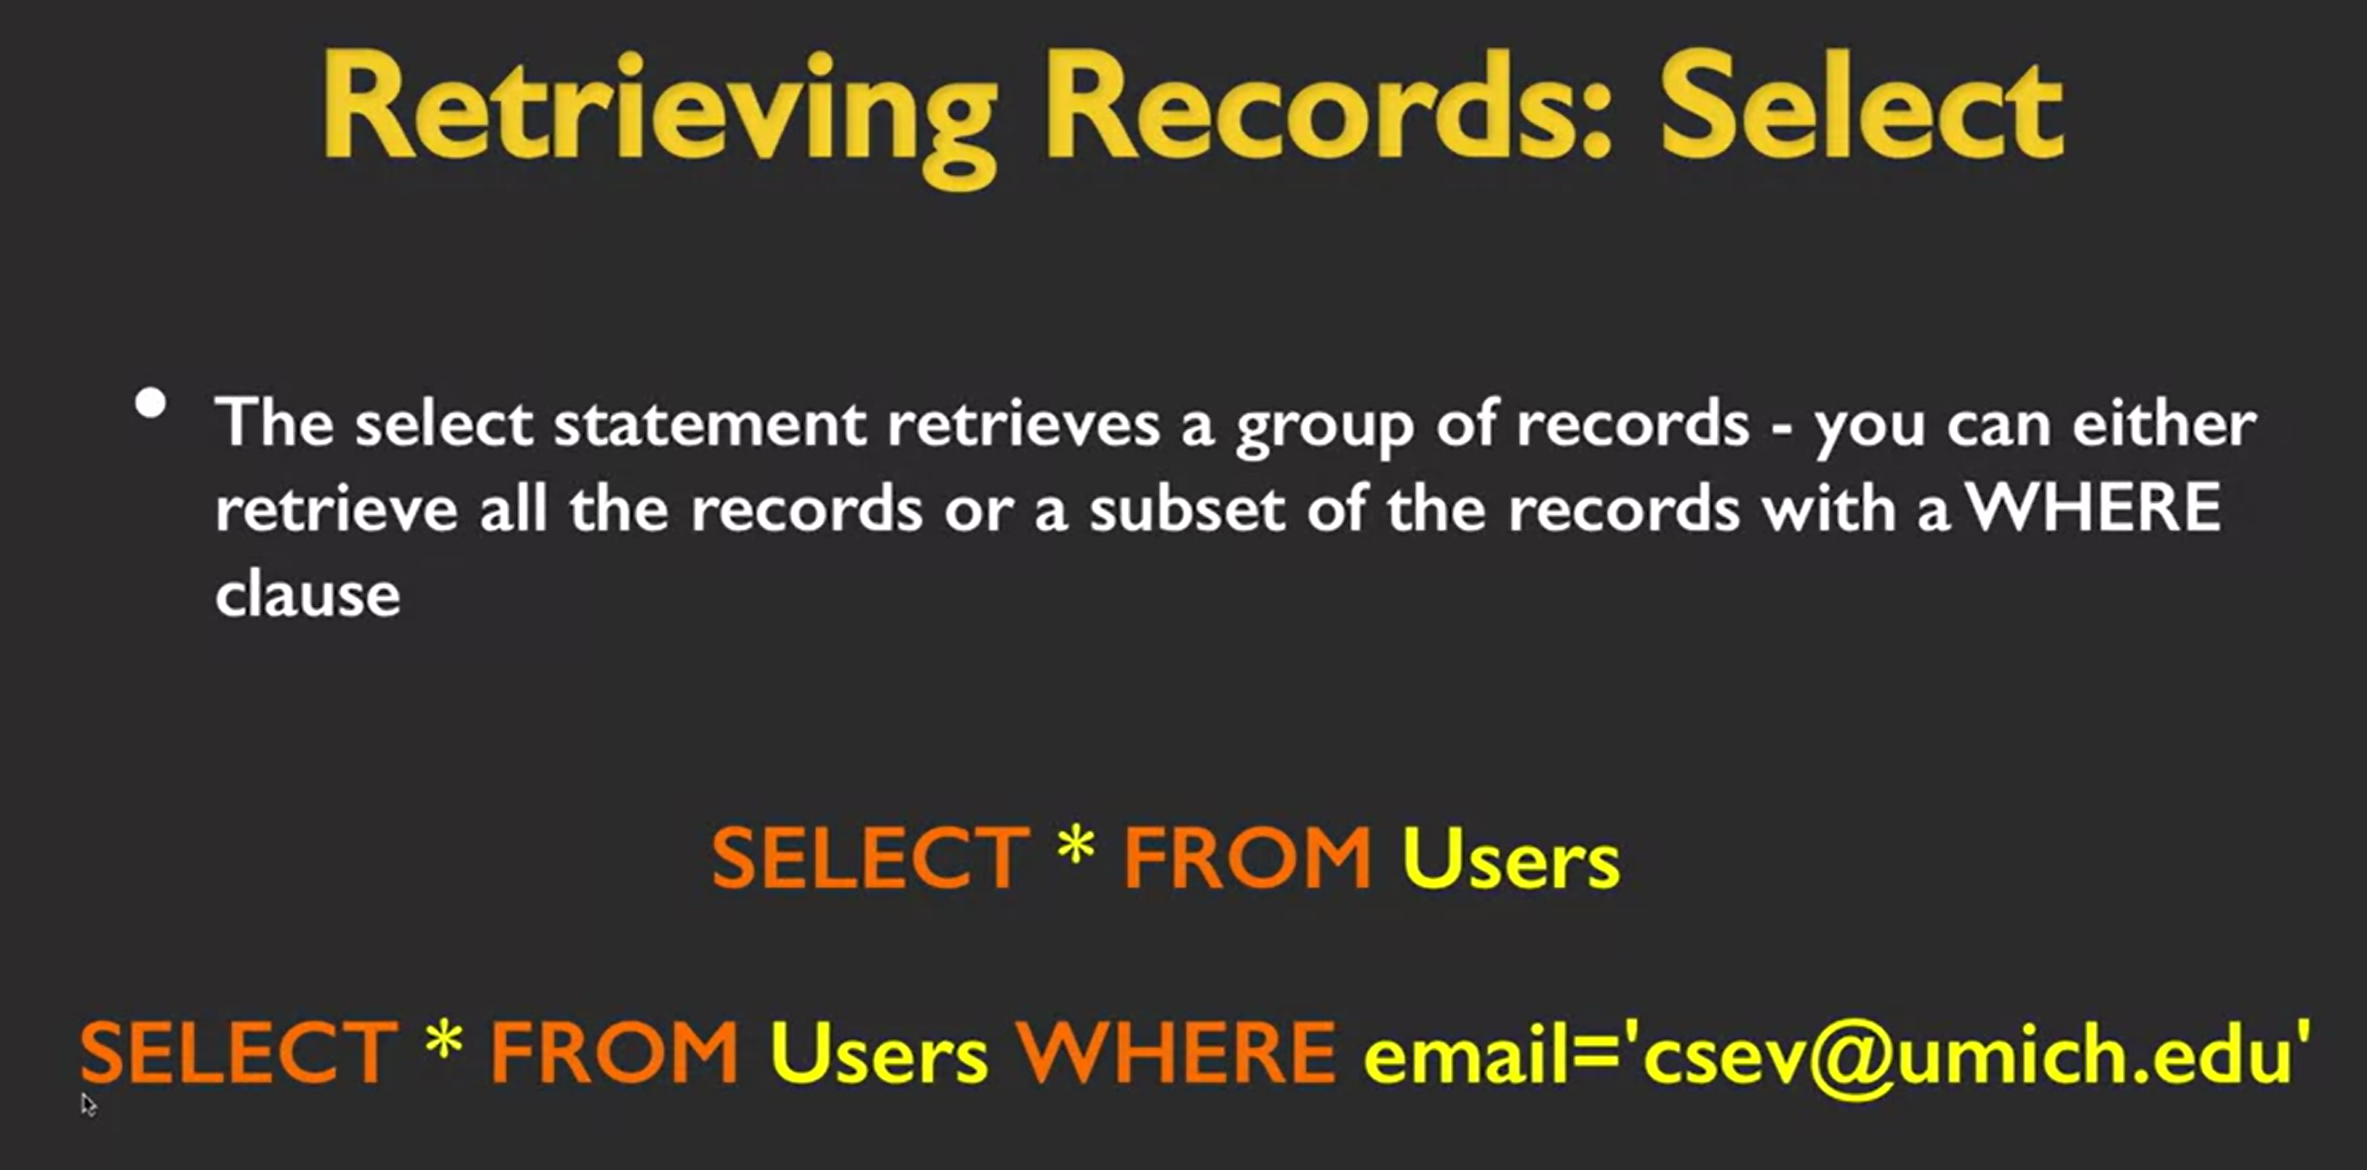 Retrieving Records: Select
• The select statement retrieves a group of records - you can either
retrieve all the records or a subset of the records with a WHERE
clause
SELECT * FROM Users
SELECT * FROM Users WHERE email='csev@umich.edu'